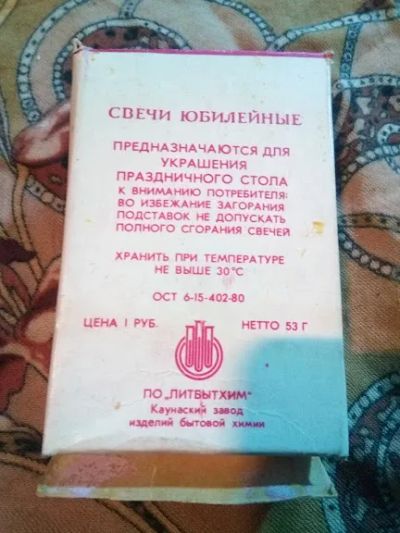 СВЕЧИ ЮБИЛЕЙНЫЕ
ПРЕДНАЗНАЧАЮТСЯ ДЛЯ
УКРАШЕНИЯ
ПРАЗДНИЧНОГО СТОЛА
К ВНИМАНИЮ ПОТРЕБИТЕЛЯ:
ВО ИЗБЕЖАНИЕ ЗАГОРАНИЯ
ПОДСТАВОК НЕ ДОПУСКАТЬ
ПОЛНОГО СГОРАНИЯ СВЕЧЕЙ
ХРАНИТЬ ПРИ ТЕМПЕРАТУРЕ
НЕ ВЫШЕ 30°С
ОСТ 6-15-402-80
ЦЕНА 1 РУБ. НЕТТО 53 Г
ПО „ЛИТБЫТХИМ"
Каунаский завод
изделий бытовой химии